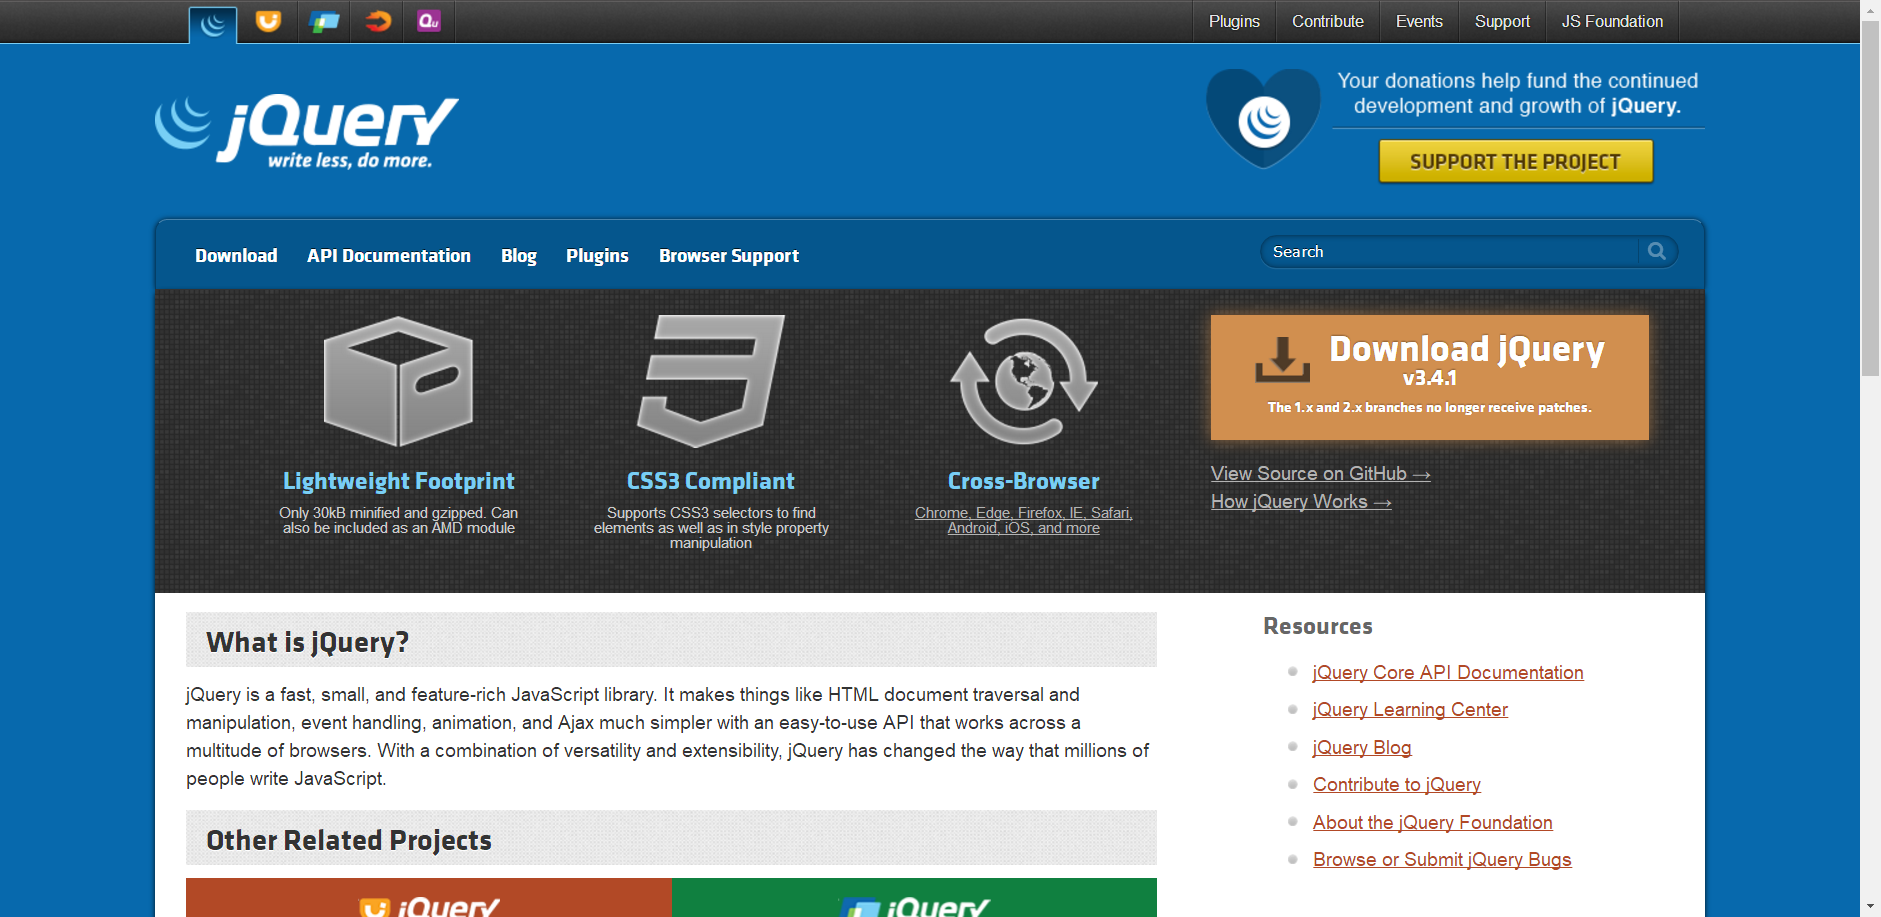 Qu
Plugins
Contribute
Events
Support
JS Foundation
jQuery
write less, do more.
Your donations help fund the continued
development and growth of jQuery.
SUPPORT THE PROJECT
Download
API Documentation
Blog
Plugins
Browser Support
Search
Lightweight Footprint
Only 30kB minified and gzipped. Can
also be included as an AMD module
CSS3 Compliant
Supports CSS3 selectors to find
elements as well as in style property
manipulation
Cross-Browser
Chrome, Edge, Firefox, IE, Safari,
Android, iOS, and more
Download jQuery
v3.4.1
The 1.x and 2.x branches no longer receive patches.
View Source on GitHub →
How jQuery Works →
What is jQuery?
jQuery is a fast, small, and feature-rich JavaScript library. It makes things like HTML document traversal and
manipulation, event handling, animation, and Ajax much simpler with an easy-to-use API that works across a
multitude of browsers. With a combination of versatility and extensibility, jQuery has changed the way that millions of
people write JavaScript.
Other Related Projects
jQuery
jQuery
Resources
jQuery Core API Documentation
jQuery Learning Center
jQuery Blog
Contribute to jQuery
About the jQuery Foundation
Browse or Submit jQuery Bugs